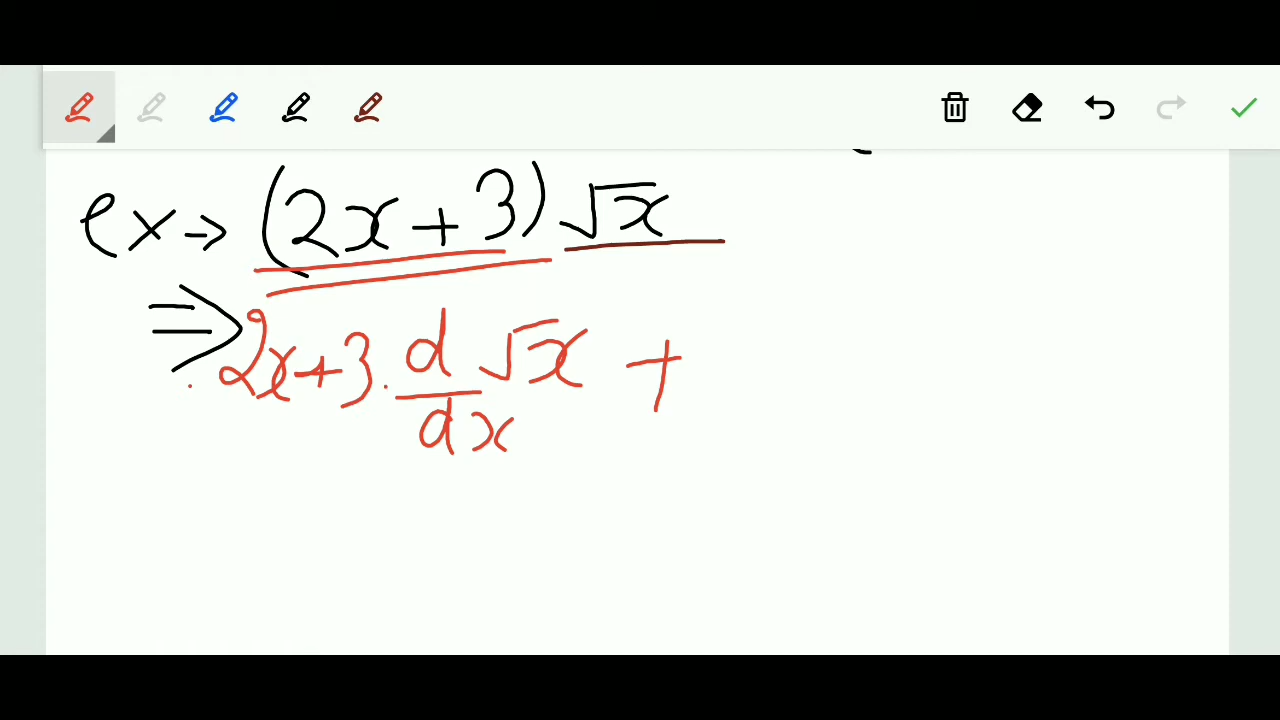 ex → (2x + 3) √x
⇒ 2x+3 . d/dx √x +